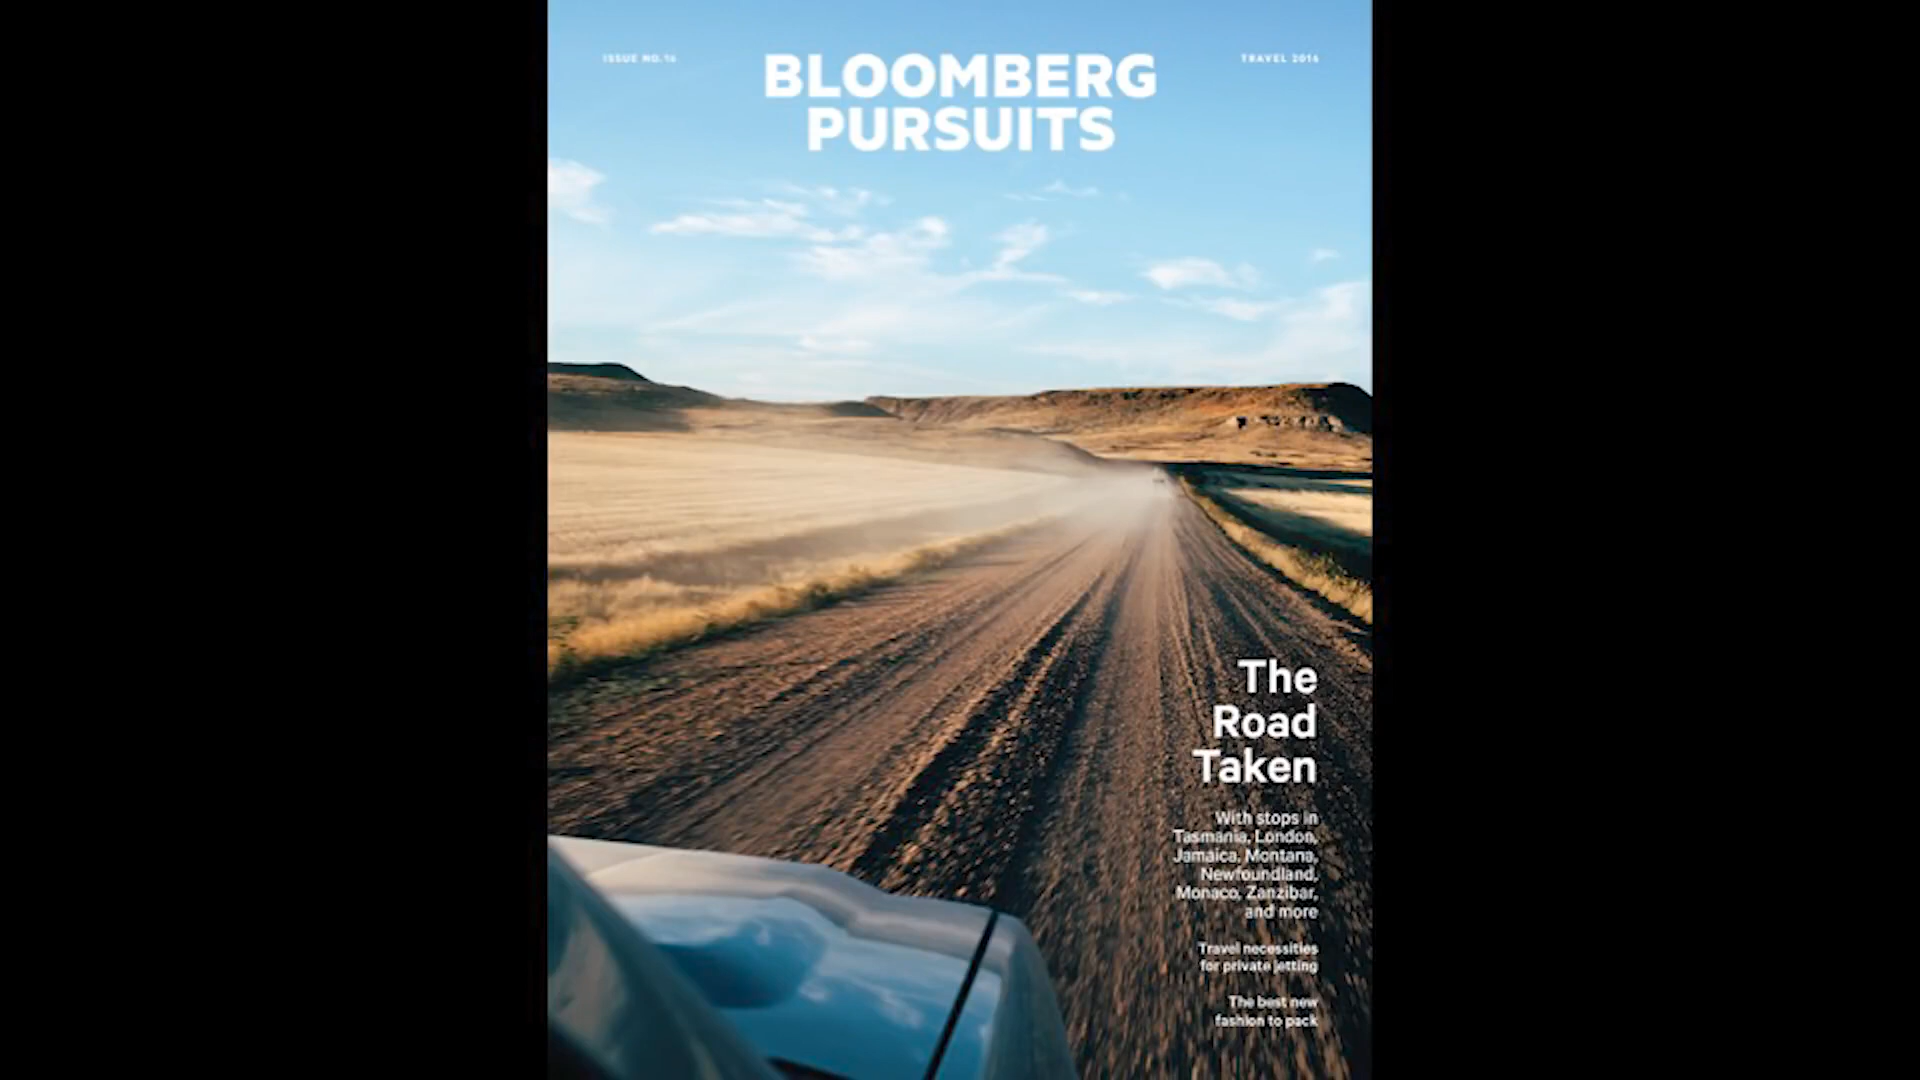 ISSUE NO.16
BLOOMBERG
PURSUITS
TRAVEL 2014
The
Road
Taken
With stops in
Tasmania, London,
Jamaica, Montana,
Newfoundland,
Monaco, Zanzibar,
and more
Travel necessities
for private jetting
The best new
fashion to pack